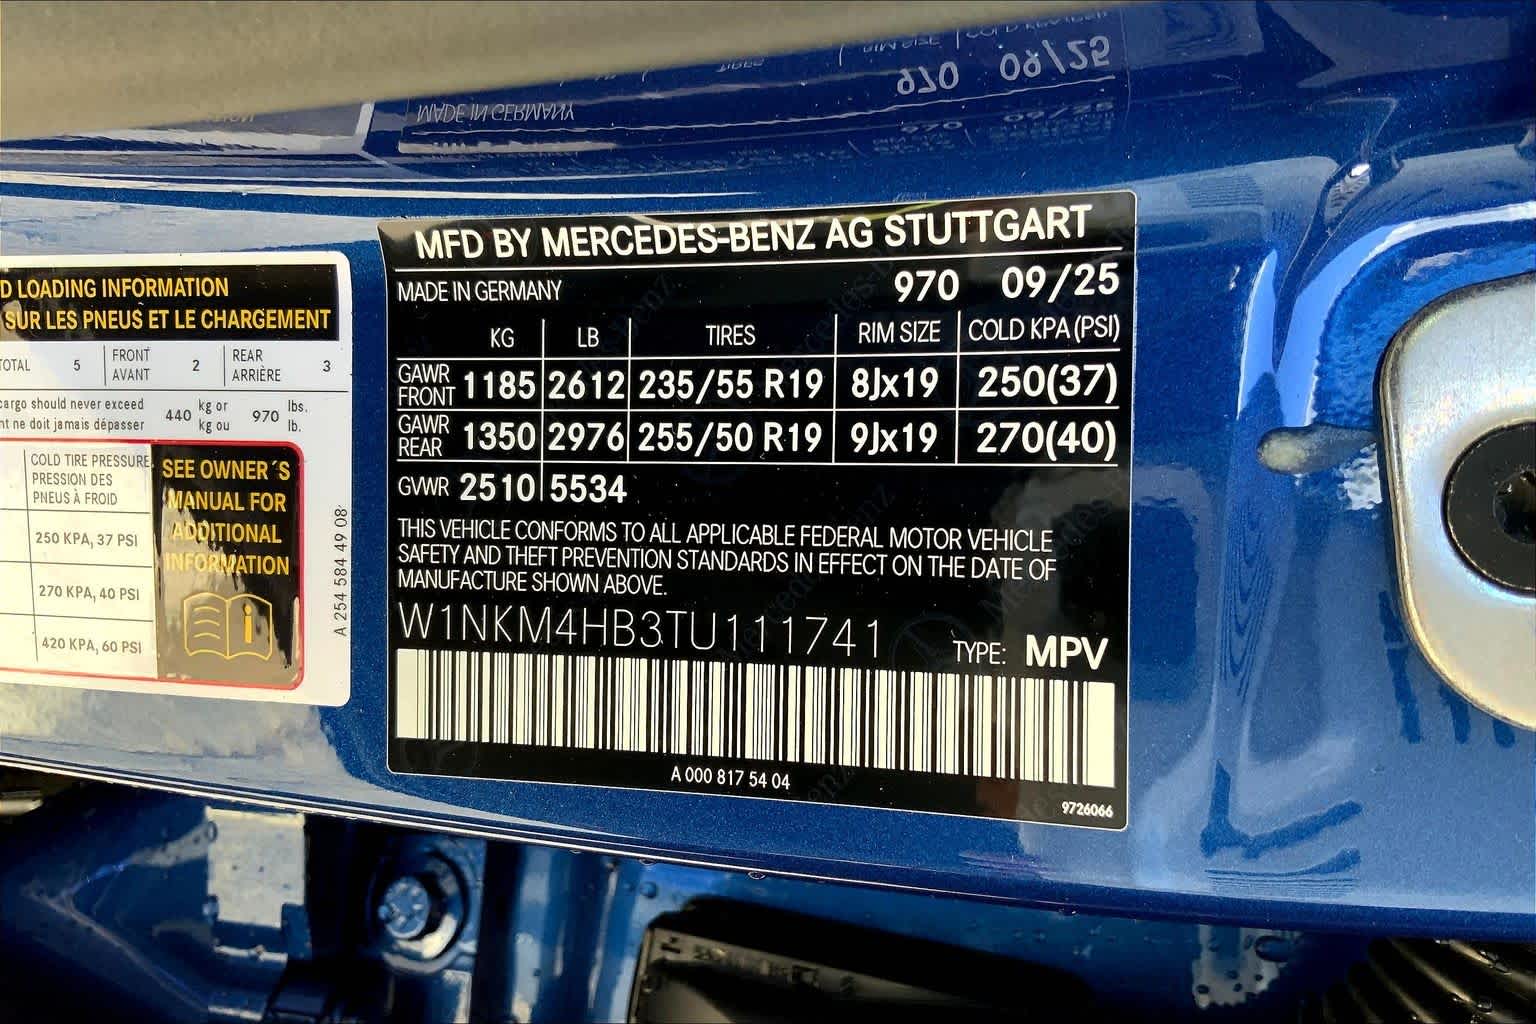 D LOADING INFORMATION
SUR LES PNEUS ET LE CHARGEMENT
TOTAL 5 FRONT AVANT 2 REAR ARRIÈRE 3
cargo should never exceed 440 kg or 970 lbs.
nt ne doit jamais dépasser kg ou lb.
COLD TIRE PRESSURE
PRESSION DES
PNEUS À FROID
250 KPA, 37 PSI
270 KPA, 40 PSI
420 KPA, 60 PSI
SEE OWNER´S
MANUAL FOR
ADDITIONAL
INFORMATION
A 254 584 49 08
MFD BY MERCEDES-BENZ AG STUTTGART
MADE IN GERMANY 970 09/25
KG LB TIRES RIM SIZE COLD KPA (PSI)
GAWR FRONT 1185 2612 235/55 R19 8Jx19 250(37)
GAWR REAR 1350 2976 255/50 R19 9Jx19 270(40)
GVWR 2510 5534
THIS VEHICLE CONFORMS TO ALL APPLICABLE FEDERAL MOTOR VEHICLE
SAFETY AND THEFT PREVENTION STANDARDS IN EFFECT ON THE DATE OF
MANUFACTURE SHOWN ABOVE.
W1NKM4HB3TU111741
TYPE: MPV
A 000 817 54 04
9726066